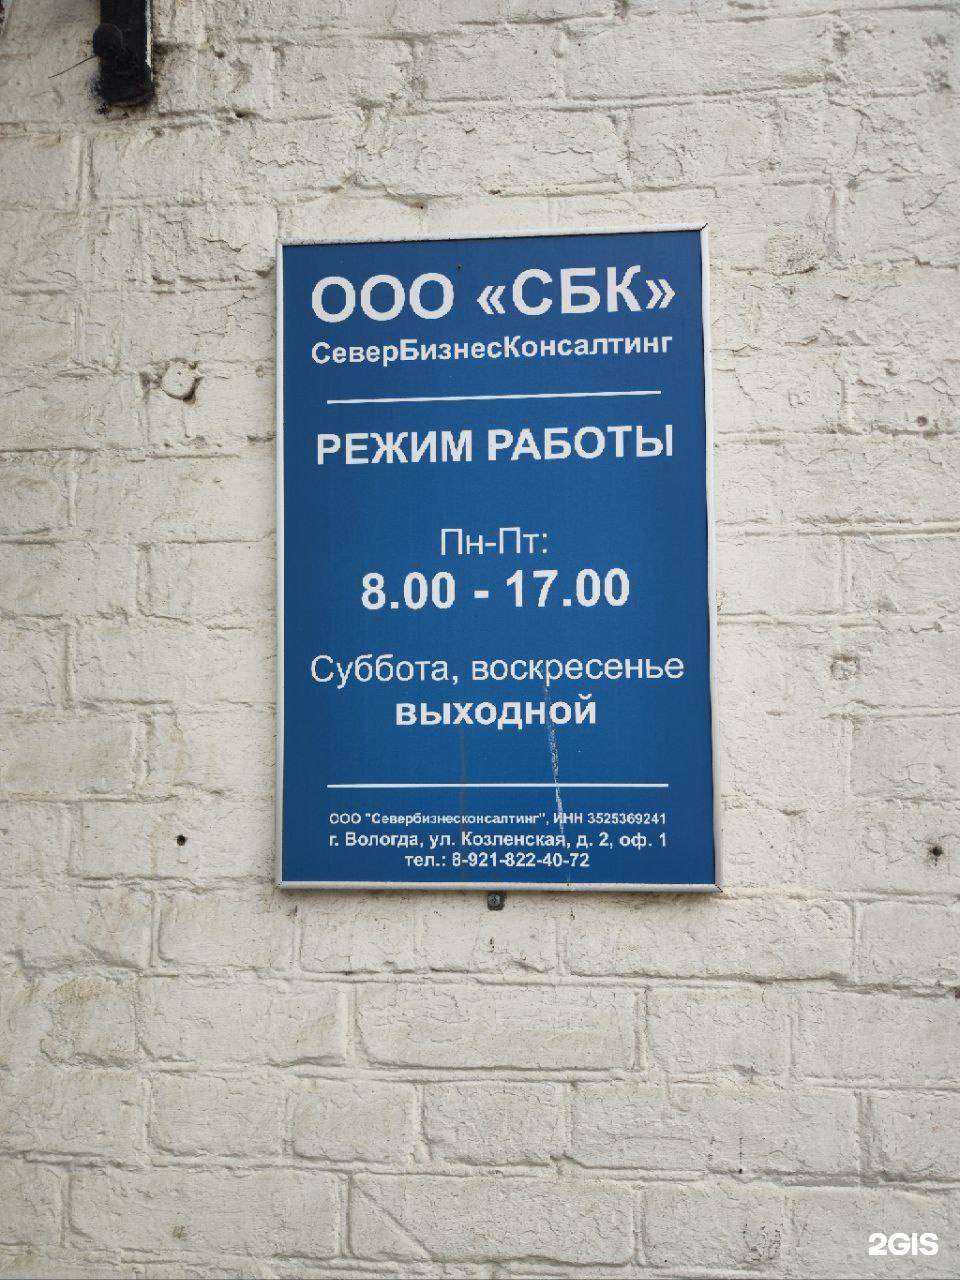 ООО «СБК»
СеверБизнесКонсалтинг
РЕЖИМ РАБОТЫ
Пн-Пт:
8.00 - 17.00
Суббота, воскресенье
выходной
ООО "Севербизнесконсалтинг", ИНН 3525369241
г. Вологда, ул. Козленская, д. 2, оф. 1
тел.: 8-921-822-40-72
2GIS